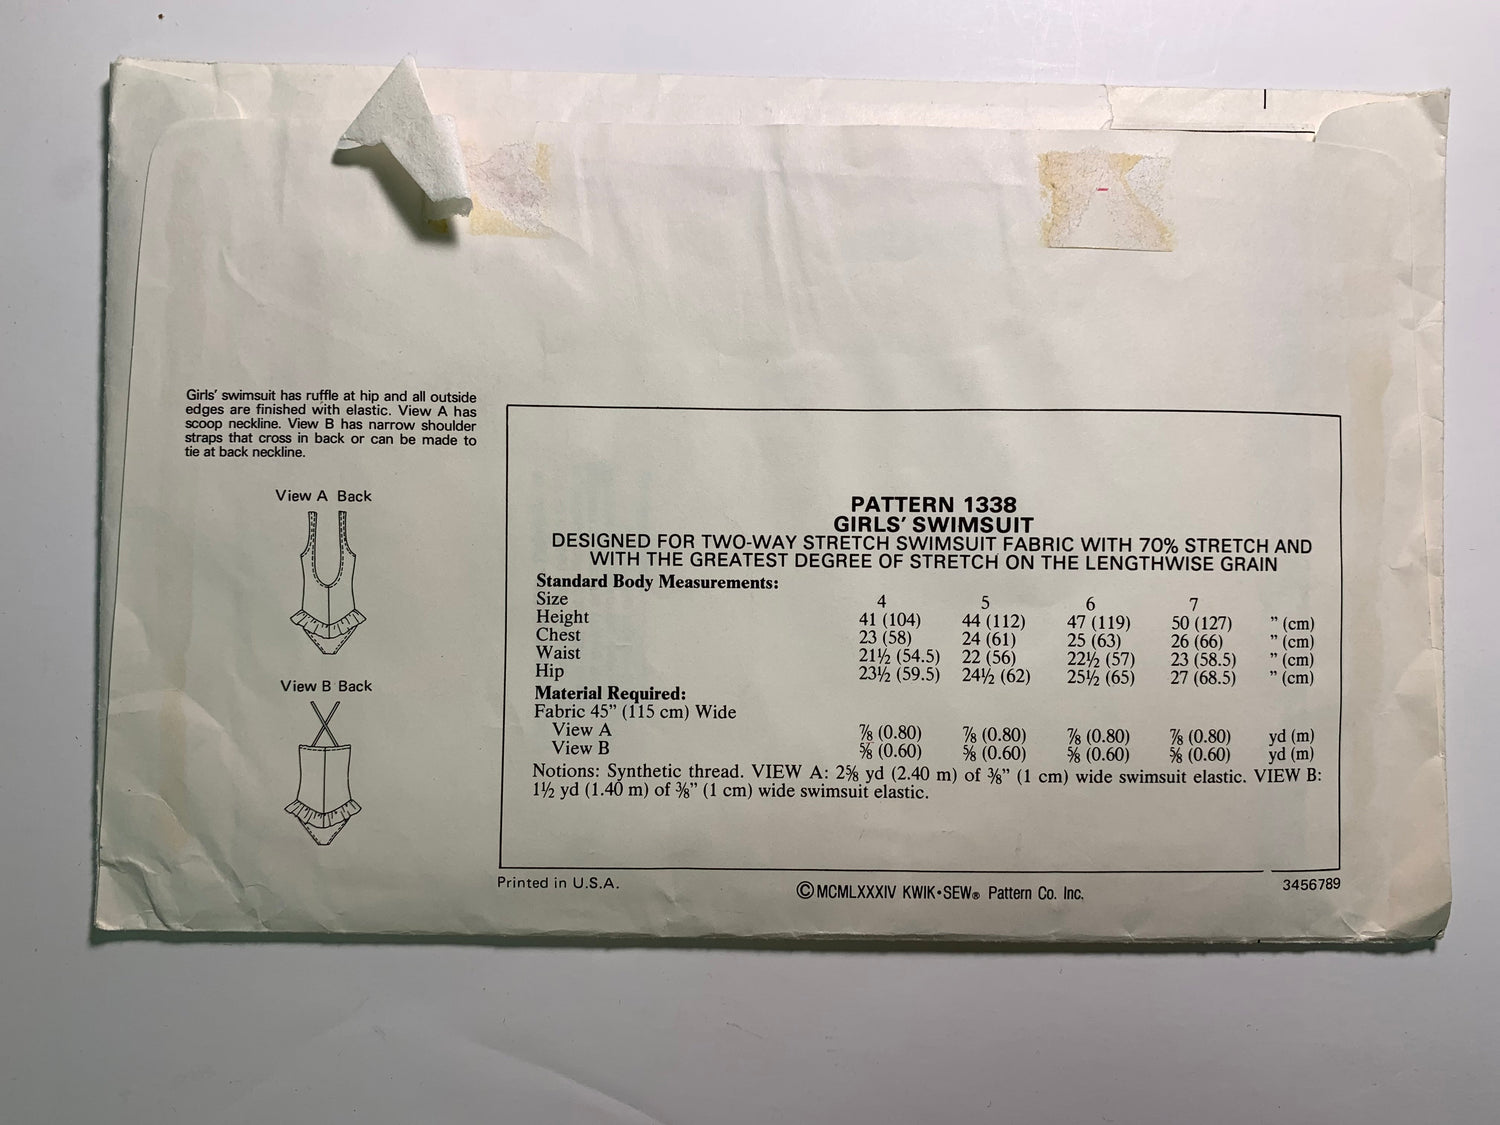 Girls’ swimsuit has ruffle at hip and all outside
edges are finished with elastic. View A has
scoop neckline. View B has narrow shoulder
straps that cross in back or can be made to
tie at back neckline.
View A Back
View B Back
PATTERN 1338
GIRLS’ SWIMSUIT
DESIGNED FOR TWO-WAY STRETCH SWIMSUIT FABRIC WITH 70% STRETCH AND
WITH THE GREATEST DEGREE OF STRETCH ON THE LENGTHWISE GRAIN
Standard Body Measurements:
Size 4 5 6 7
Height 41 (104) 44 (112) 47 (119) 50 (127) ” (cm)
Chest 23 (58) 24 (61) 25 (63) 26 (66) ” (cm)
Waist 21½ (54.5) 22 (56) 22½ (57) 23 (58.5) ” (cm)
Hip 23½ (59.5) 24½ (62) 25½ (65) 27 (68.5) ” (cm)
Material Required:
Fabric 45” (115 cm) Wide
View A ⅞ (0.80) ⅞ (0.80) ⅞ (0.80) ⅞ (0.80) yd (m)
View B ⅝ (0.60) ⅝ (0.60) ⅝ (0.60) ⅝ (0.60) yd (m)
Notions: Synthetic thread. VIEW A: 2⅝ yd (2.40 m) of ⅜” (1 cm) wide swimsuit elastic. VIEW B:
1½ yd (1.40 m) of ⅜” (1 cm) wide swimsuit elastic.
Printed in U.S.A.
©MCMLXXXIV KWIK•SEW® Pattern Co. Inc.
3456789